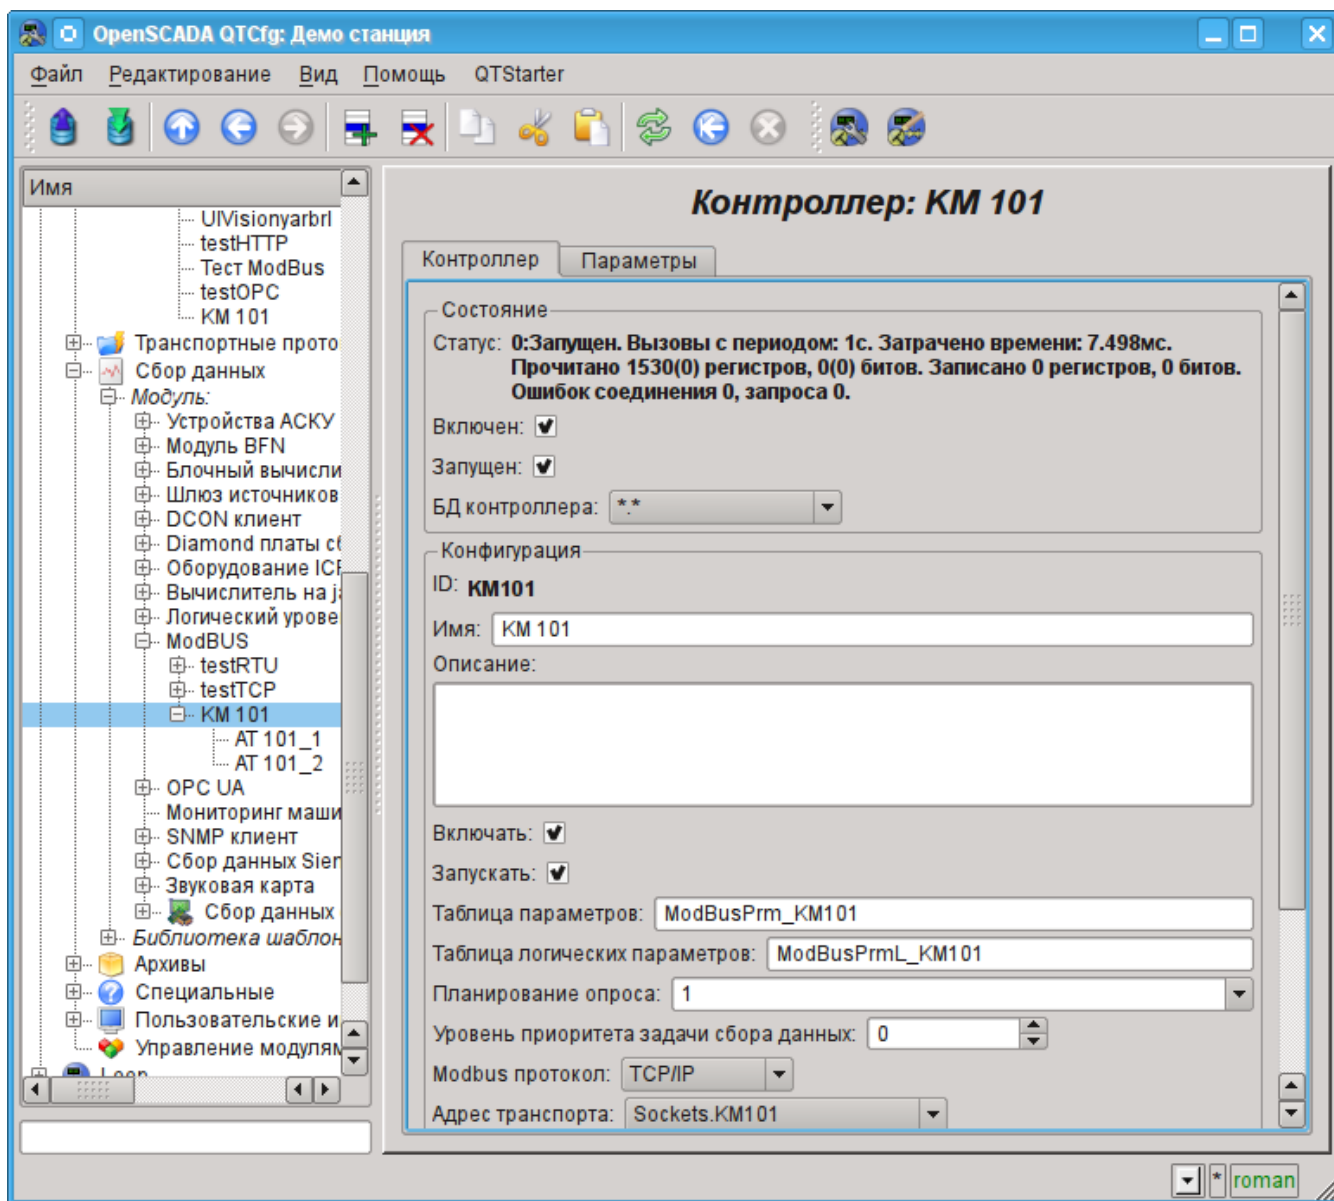 OpenSCADA QTCfg: Демо станция
Файл Редактирование Вид Помощь QTStarter
Имя
UIVisionyarbrl
testHTTP
Тест ModBus
testOPC
KM 101
Транспортные прото
Сбор данных
Модуль:
Устройства АСКУ
Модуль BFN
Блочный вычисли
Шлюз источников
DCON клиент
Diamond платы сб
Оборудование ICP
Вычислитель на ja
Логический урове
ModBUS
testRTU
testTCP
KM 101
AT 101_1
AT 101_2
OPC UA
Мониторинг маши
SNMP клиент
Сбор данных Sien
Звуковая карта
Сбор данных
Библиотека шаблон
Архивы
Специальные
Пользовательские и
Управление модулям
Loop
Контроллер: KM 101
Контроллер Параметры
Состояние
Статус: 0:Запущен. Вызовы с периодом: 1с. Затрачено времени: 7.498мс.
Прочитано 1530(0) регистров, 0(0) битов. Записано 0 регистров, 0 битов.
Ошибок соединения 0, запроса 0.
Включен:
Запущен:
БД контроллера: *.*
Конфигурация
ID: KM101
Имя: KM 101
Описание:
Включать:
Запускать:
Таблица параметров: ModBusPrm_KM101
Таблица логических параметров: ModBusPrmL_KM101
Планирование опроса: 1
Уровень приоритета задачи сбора данных: 0
Modbus протокол: TCP/IP
Адрес транспорта: Sockets.KM101
* roman